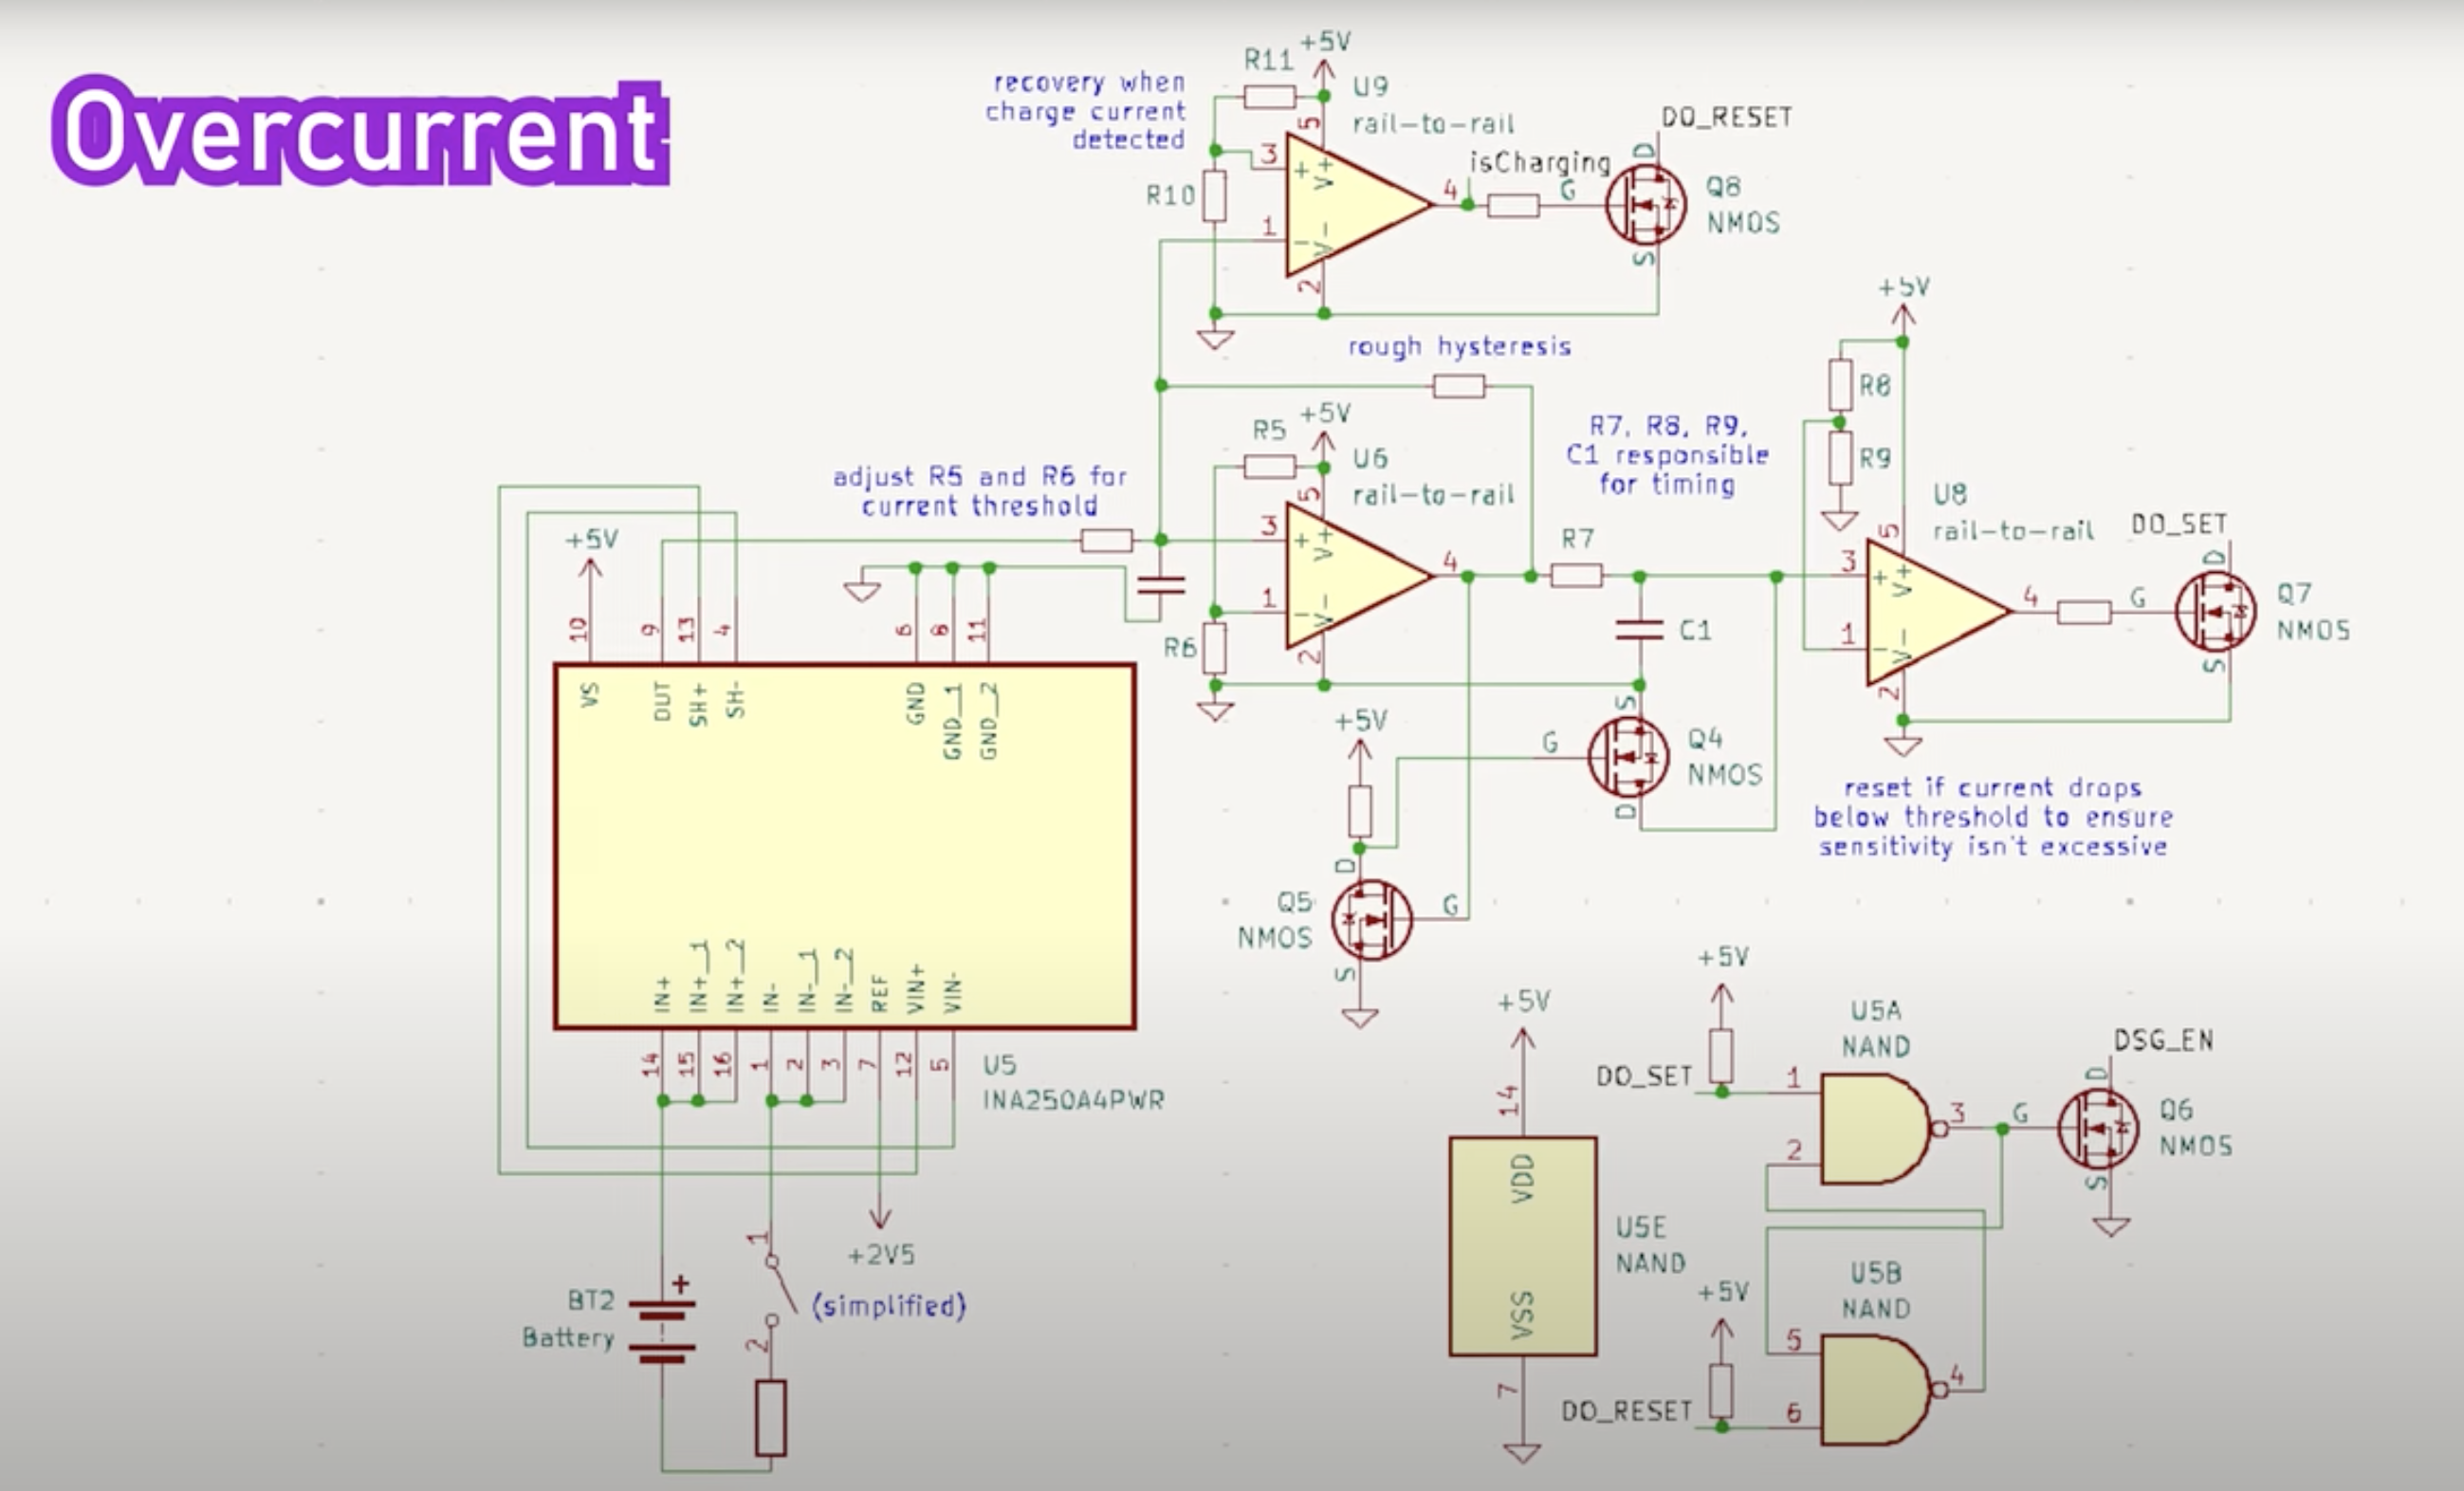 Overcurrent
recovery when
charge current
detected
R11
+5V
U9
rail-to-rail
5
3
+
V+
R10
1
-
V-
2
4
isCharging
G
DO_RESET
D
Q8
NMOS
S
rough hysteresis
adjust R5 and R6 for
current threshold
R5
+5V
U6
rail-to-rail
5
3
+
V+
1
-
V-
2
4
R6
R7, R8, R9,
C1 responsible
for timing
R7
C1
+5V
R8
R9
U8
rail-to-rail
5
3
+
V+
1
-
V-
2
4
G
DO_SET
D
Q7
NMOS
S
S
G
Q4
NMOS
D
reset if current drops
below threshold to ensure
sensitivity isn't excessive
+5V
D
Q5
NMOS
G
S
+5V
10
9
13
4
6
8
11
VS
OUT
SH+
SH-
GND
GND_1
GND_2
IN+
IN+_1
IN+_2
IN-
IN-_1
IN-_2
REF
VIN+
VIN-
14
15
16
1
2
3
7
12
5
U5
INA250A4PWR
+2V5
1
2
(simplified)
BT2
Battery
+
+5V
14
VDD
VSS
7
U5E
NAND
+5V
DO_SET
1
2
U5A
NAND
3
G
DSG_EN
D
Q6
NMOS
S
+5V
DO_RESET
5
6
U5B
NAND
4